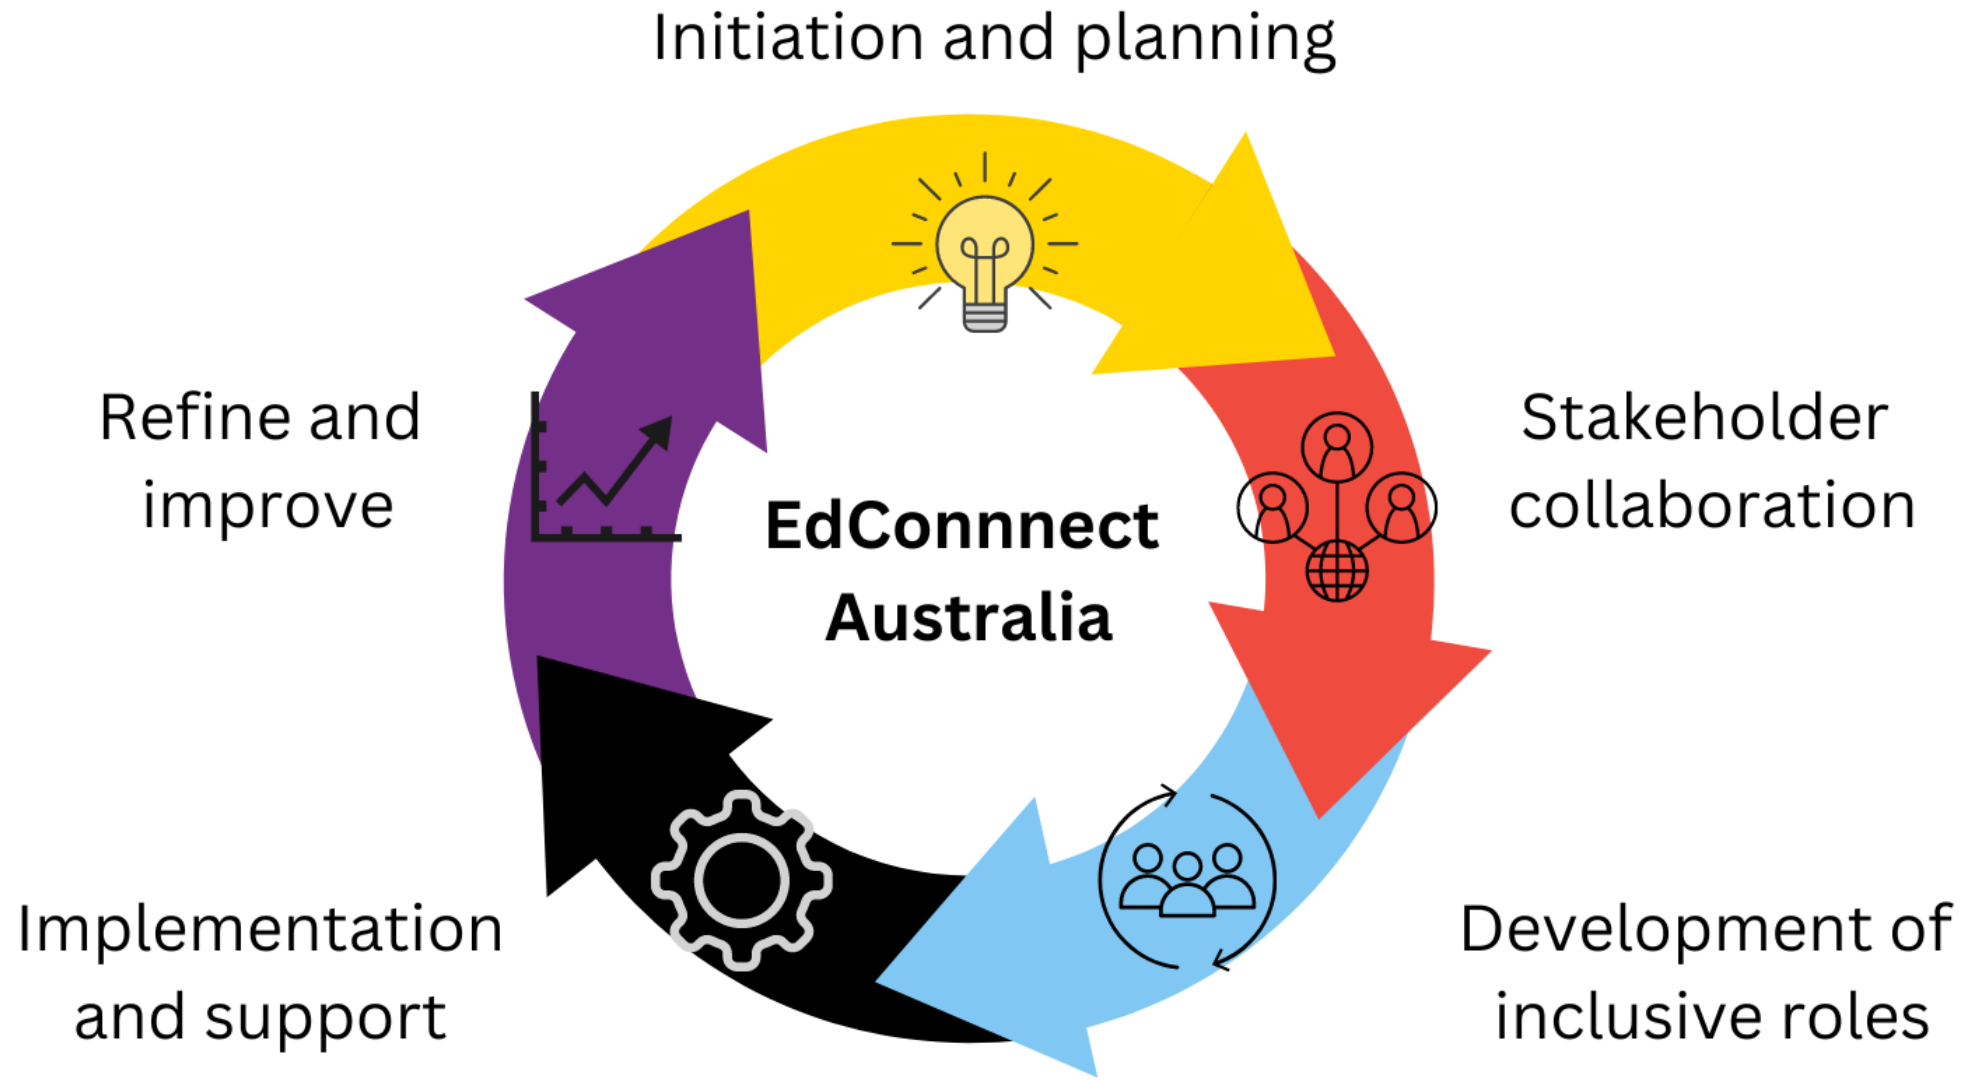 Initiation and planning
Stakeholder
collaboration
Development of
inclusive roles
Implementation
and support
Refine and
improve
EdConnnect
Australia